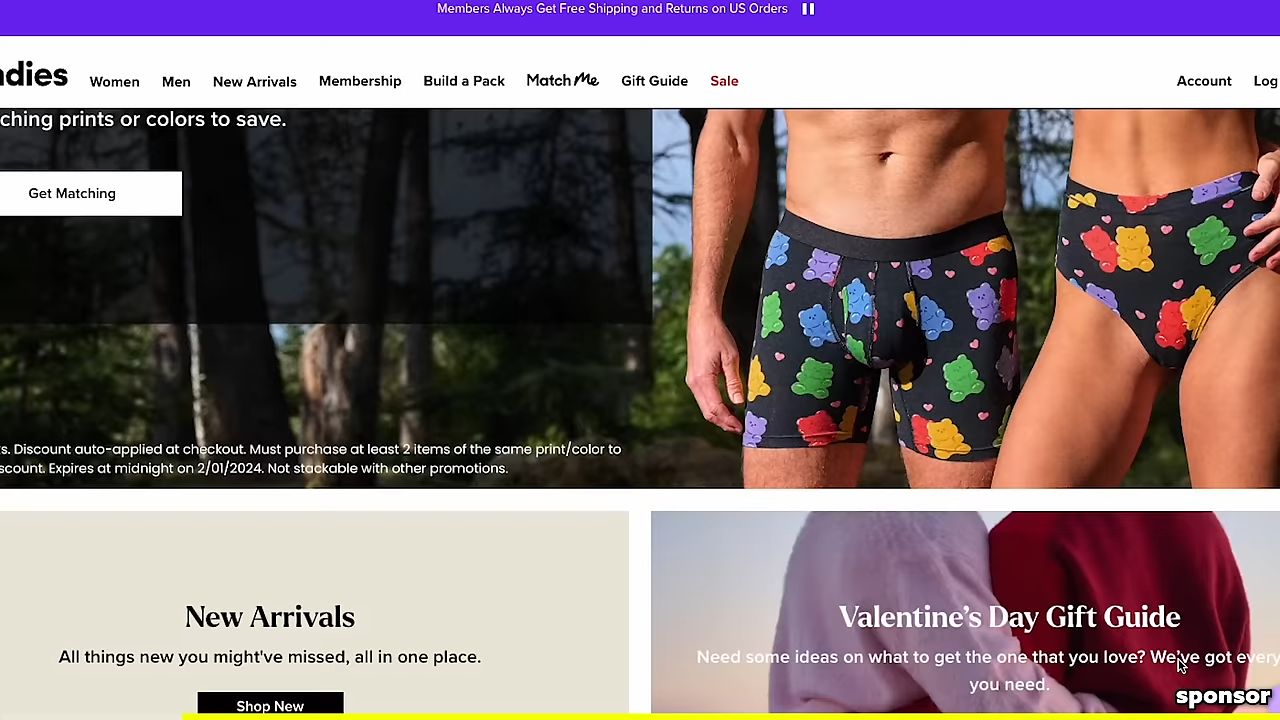 Members Always Get Free Shipping and Returns on US Orders
dies Women Men New Arrivals Membership Build a Pack Match Me Gift Guide Sale Account Log
ching prints or colors to save.
Get Matching
s. Discount auto-applied at checkout. Must purchase at least 2 items of the same print/color to
scount. Expires at midnight on 2/01/2024. Not stackable with other promotions.
New Arrivals
All things new you might've missed, all in one place.
Shop New
Valentine's Day Gift Guide
Need some ideas on what to get the one that you love? We've got every
you need.
sponsor